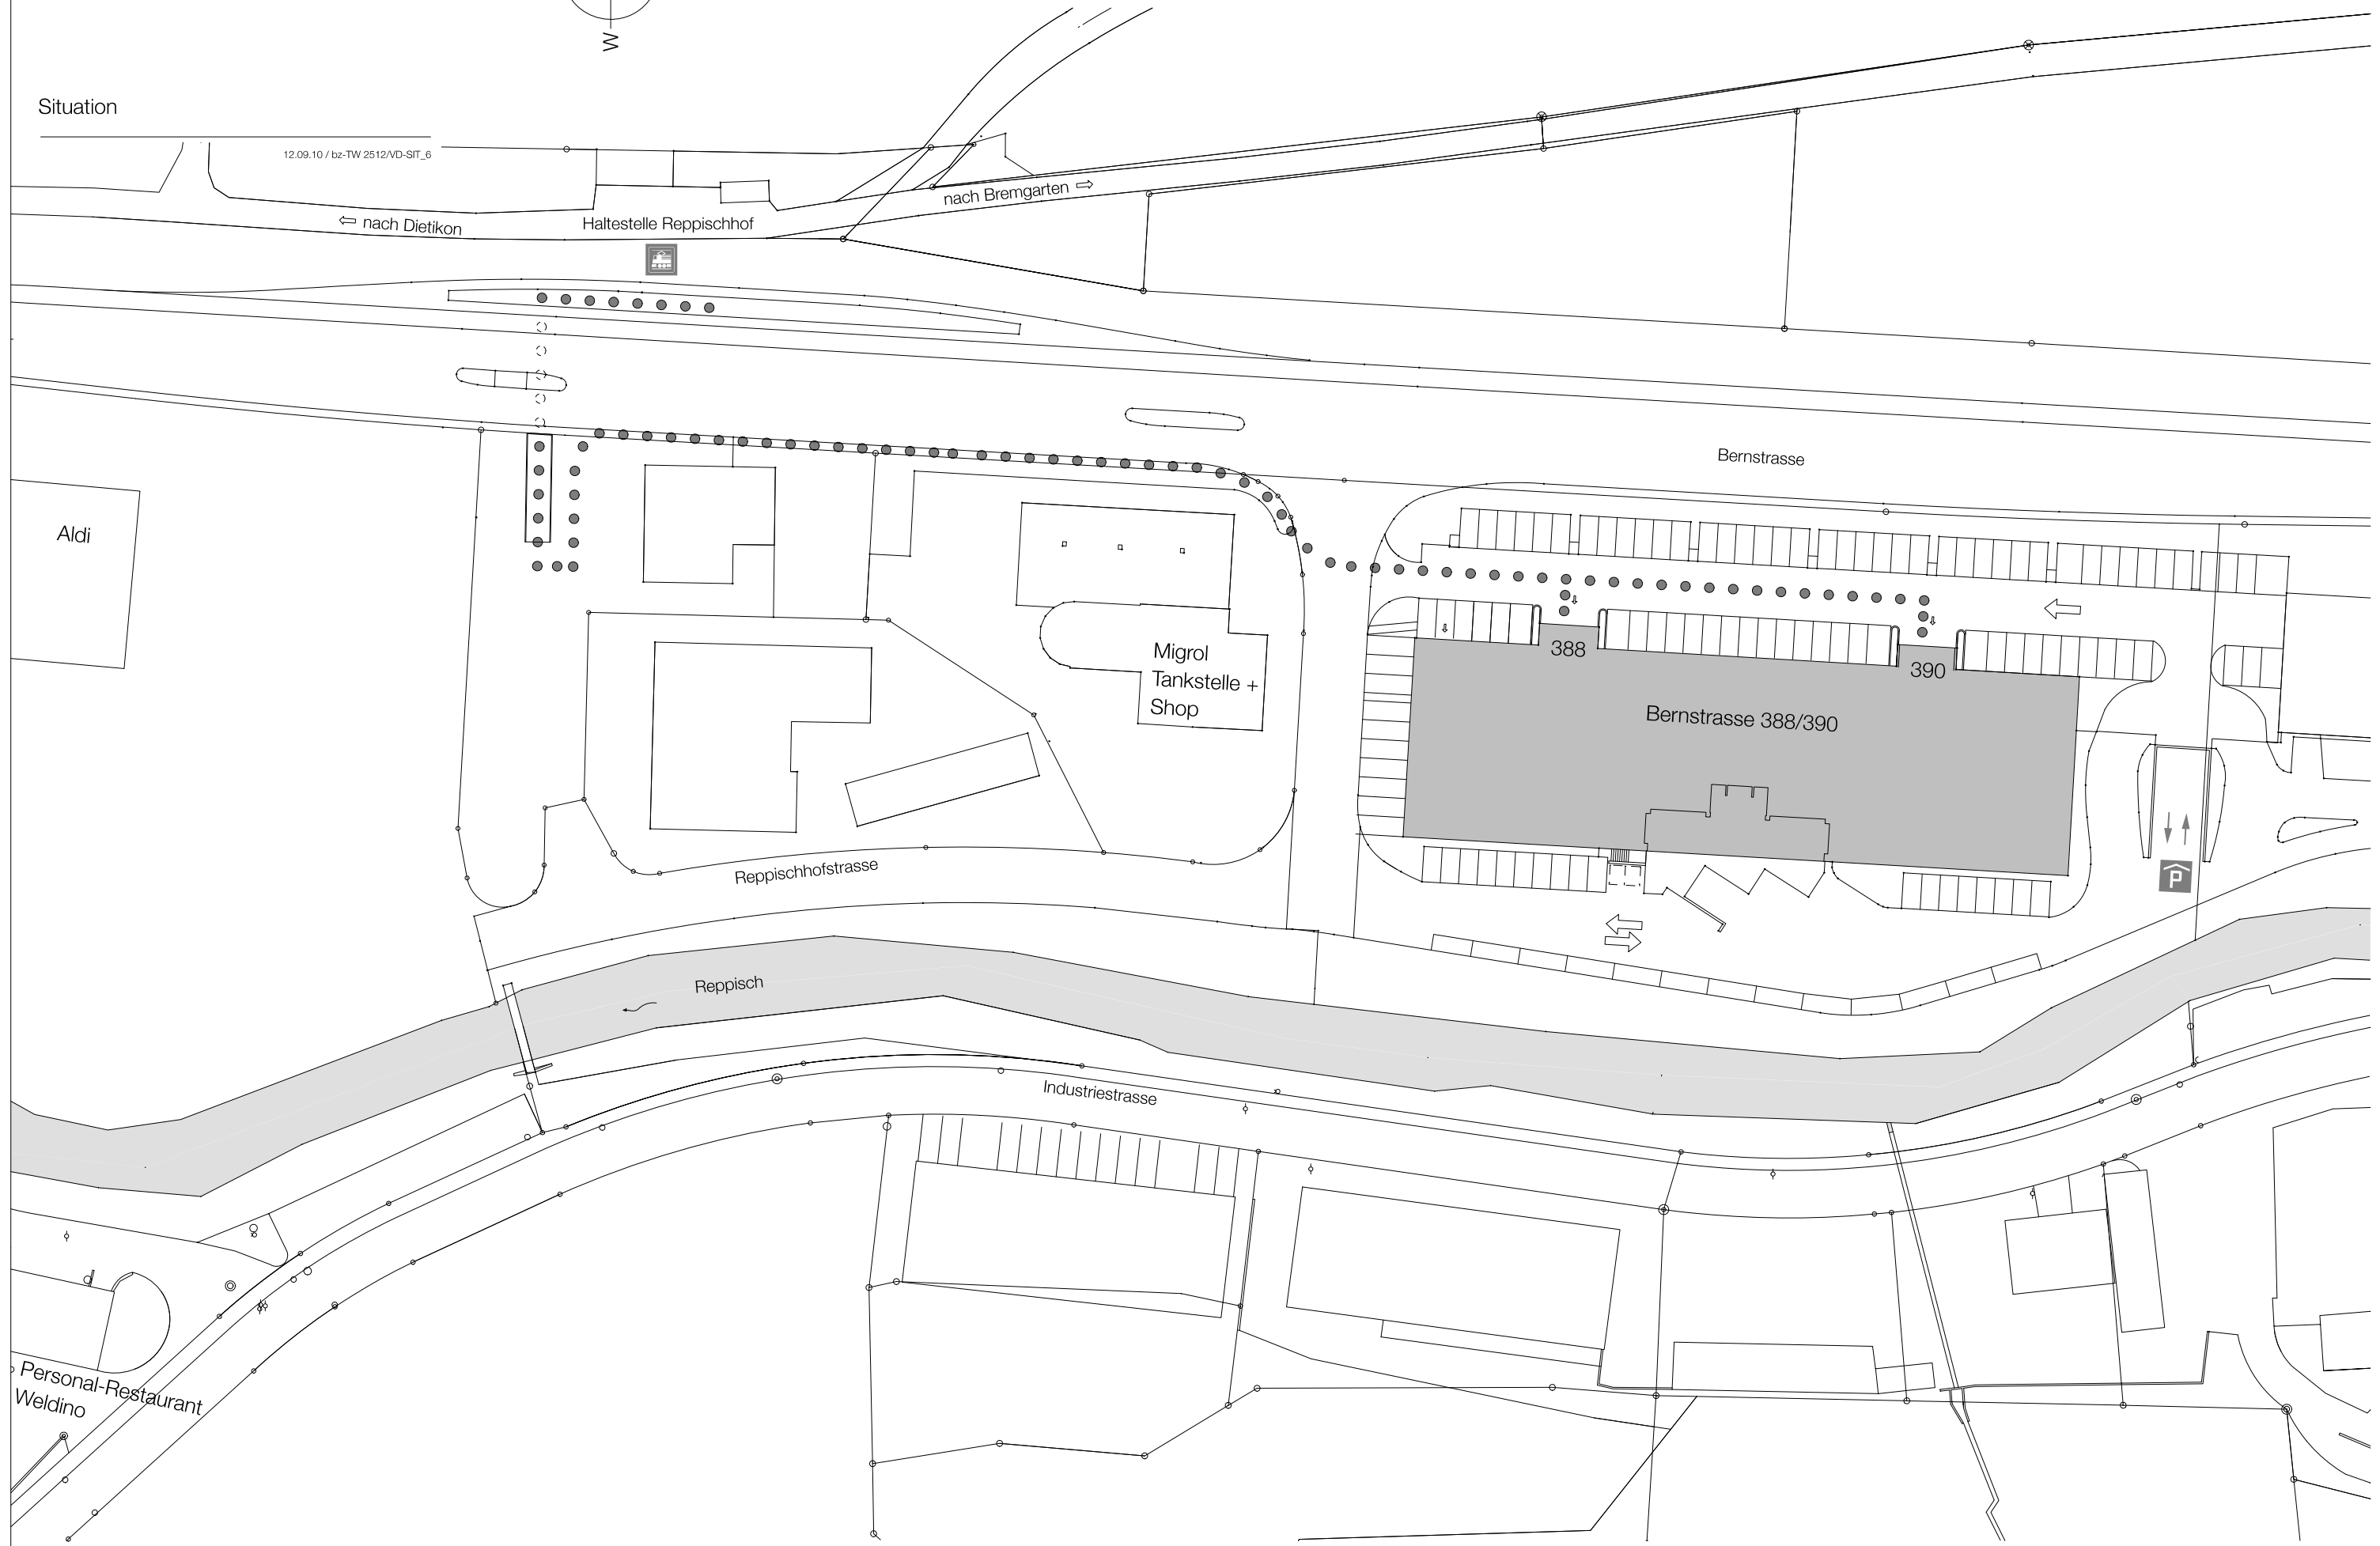 W
Situation
12.09.10 / bz-TW 2512/VD-SIT_6
nach Bremgarten
nach Dietikon
Haltestelle Reppischhof
Bernstrasse
Aldi
388
390
Migrol
Tankstelle +
Shop
Bernstrasse 388/390
Reppischhofstrasse
P
Reppisch
Industriestrasse
Personal-Restaurant
Weldino